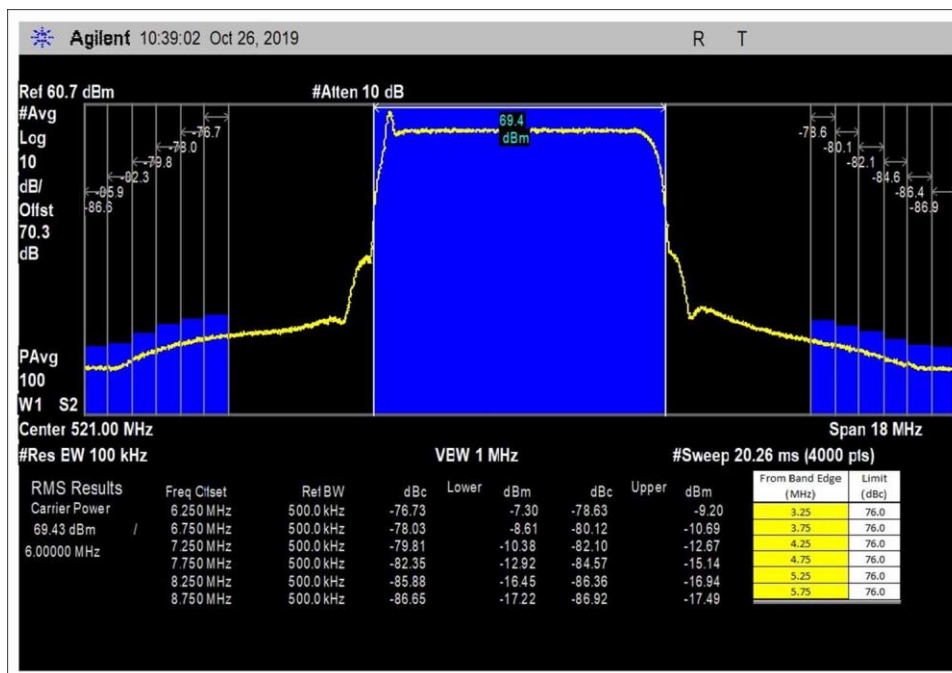 Agilent 10:39:02 Oct 26, 2019 R T
Ref 60.7 dBm #Atten 10 dB
#Avg
Log
10
dB/
Offst
70.3
dB
69.4
dBm
-76.7
-78.0
-79.8
-82.3
-85.9
-86.6
-78.6
-80.1
-82.1
-84.6
-86.4
-86.9
PAvg
100
W1 S2
Center 521.00 MHz Span 18 MHz
#Res BW 100 kHz VBW 1 MHz #Sweep 20.26 ms (4000 pts)
RMS Results Freq Offset Ref BW dBc Lower dBm dBc Upper dBm
Carrier Power 6.250 MHz 500.0 kHz -76.73 -7.30 -78.63 -9.20
69.43 dBm / 6.750 MHz 500.0 kHz -78.03 -8.61 -80.12 -10.69
6.00000 MHz 7.250 MHz 500.0 kHz -79.81 -10.38 -82.10 -12.67
7.750 MHz 500.0 kHz -82.35 -12.92 -84.57 -15.14
8.250 MHz 500.0 kHz -85.88 -16.45 -86.36 -16.94
8.750 MHz 500.0 kHz -86.65 -17.22 -86.92 -17.49
From Band Edge (MHz) Limit (dBc)
3.25 76.0
3.75 76.0
4.25 76.0
4.75 76.0
5.25 76.0
5.75 76.0